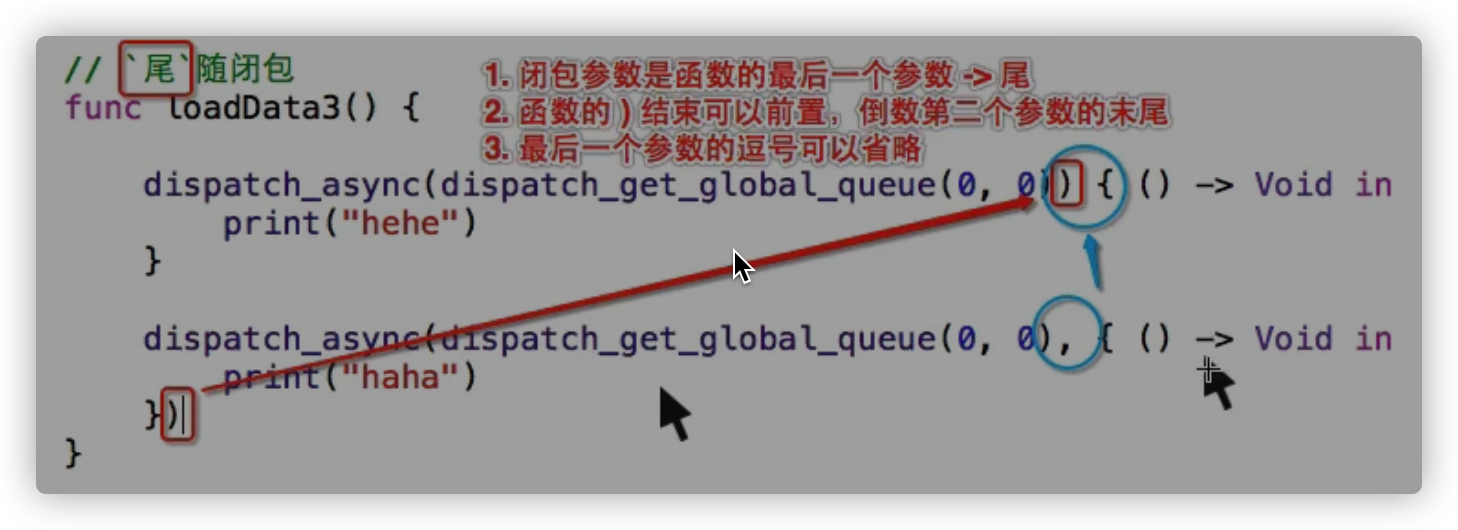 // `尾`随闭包
1. 闭包参数是函数的最后一个参数 -> 尾
func loadData3() {
2. 函数的 ) 结束可以前置，倒数第二个参数的末尾
3. 最后一个参数的逗号可以省略
dispatch_async(dispatch_get_global_queue(0, 0)) { () -> Void in
print("hehe")
}
dispatch_async(dispatch_get_global_queue(0, 0), { () -> Void in
print("haha")
})
}